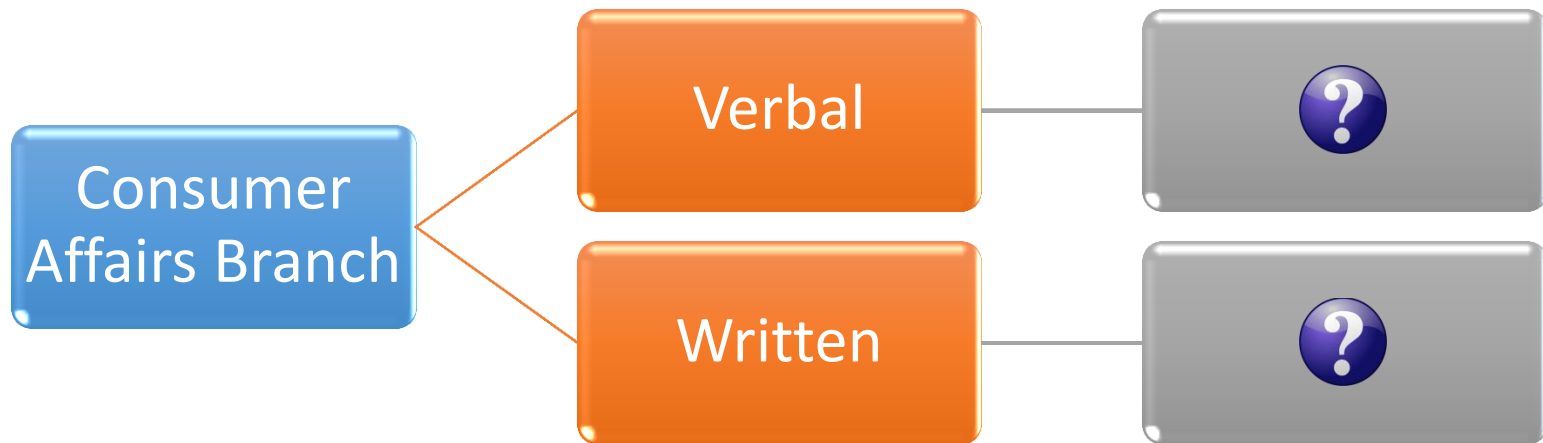 Consumer
Affairs Branch
Verbal
?
Written
?